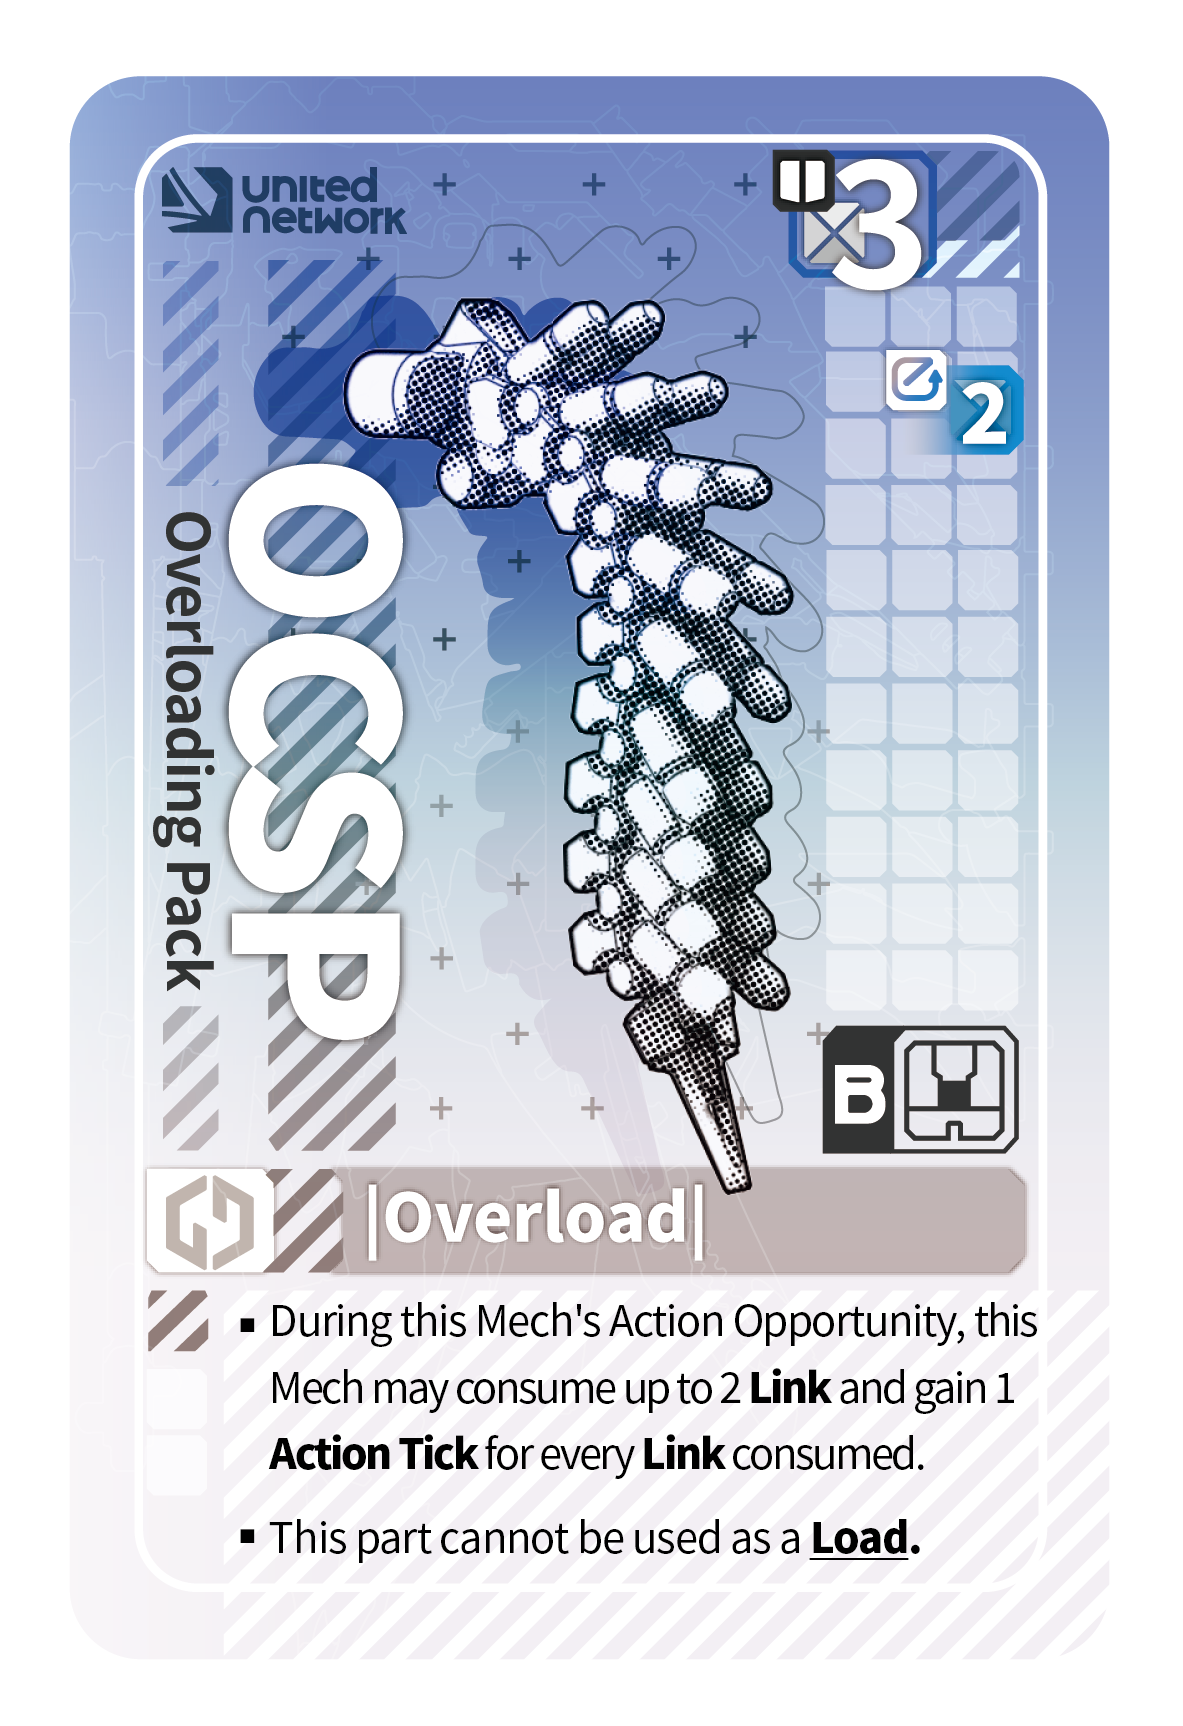 united
network
3
2
OCSP
Overloading Pack
B
|Overload|
▪ During this Mech's Action Opportunity, this
Mech may consume up to 2 Link and gain 1
Action Tick for every Link consumed.
▪ This part cannot be used as a Load.